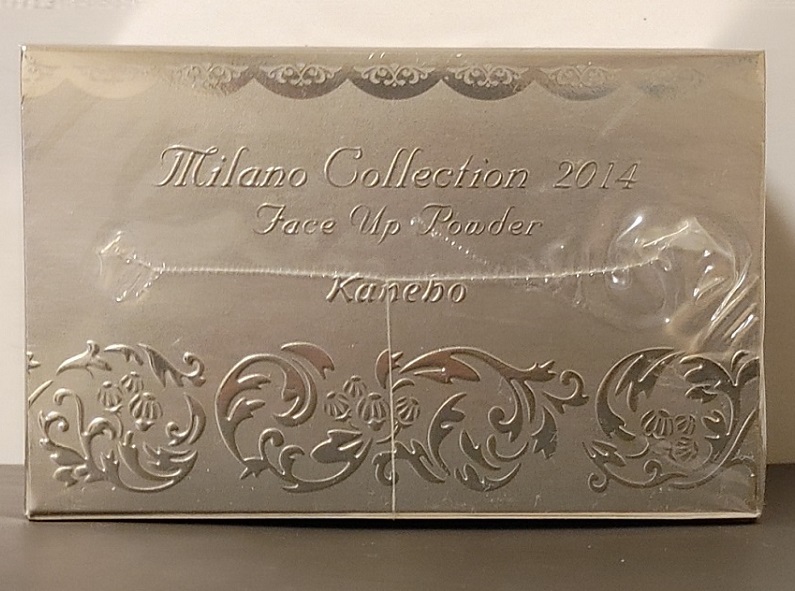 Milano Collection 2014
Face Up Powder
Kanebo